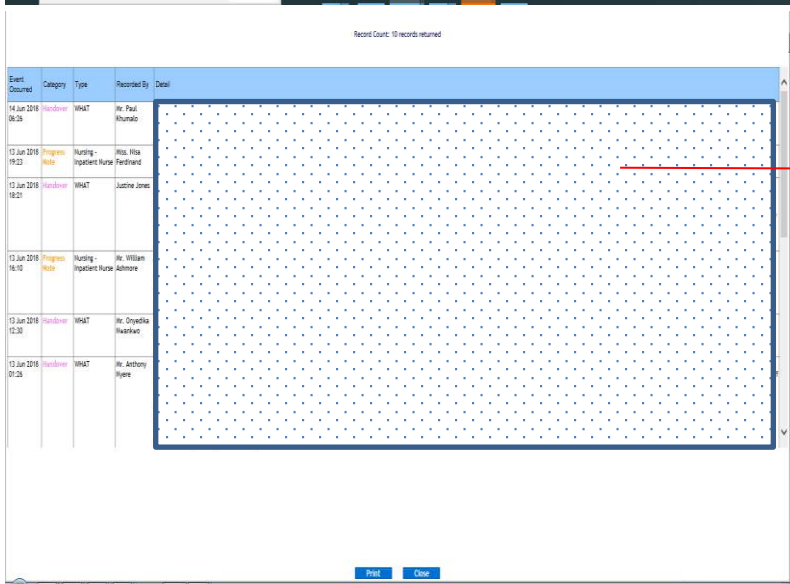 Record Count: 10 records returned
Event Occurred Category Type Recorded By Detail
14 Jun 2018 06:26 Handover WHAT Mr. Paul Khumalo
13 Jun 2018 19:23 Progress Note Nursing - Inpatient Nurse Miss. Nisa Ferdinand
13 Jun 2018 18:21 Handover WHAT Justine Jones
13 Jun 2018 16:10 Progress Note Nursing - Inpatient Nurse Mr. William Ashmore
13 Jun 2018 12:30 Handover WHAT Mr. Onyedika Nwankwo
13 Jun 2018 01:26 Handover WHAT Mr. Anthony Myere
Print Close